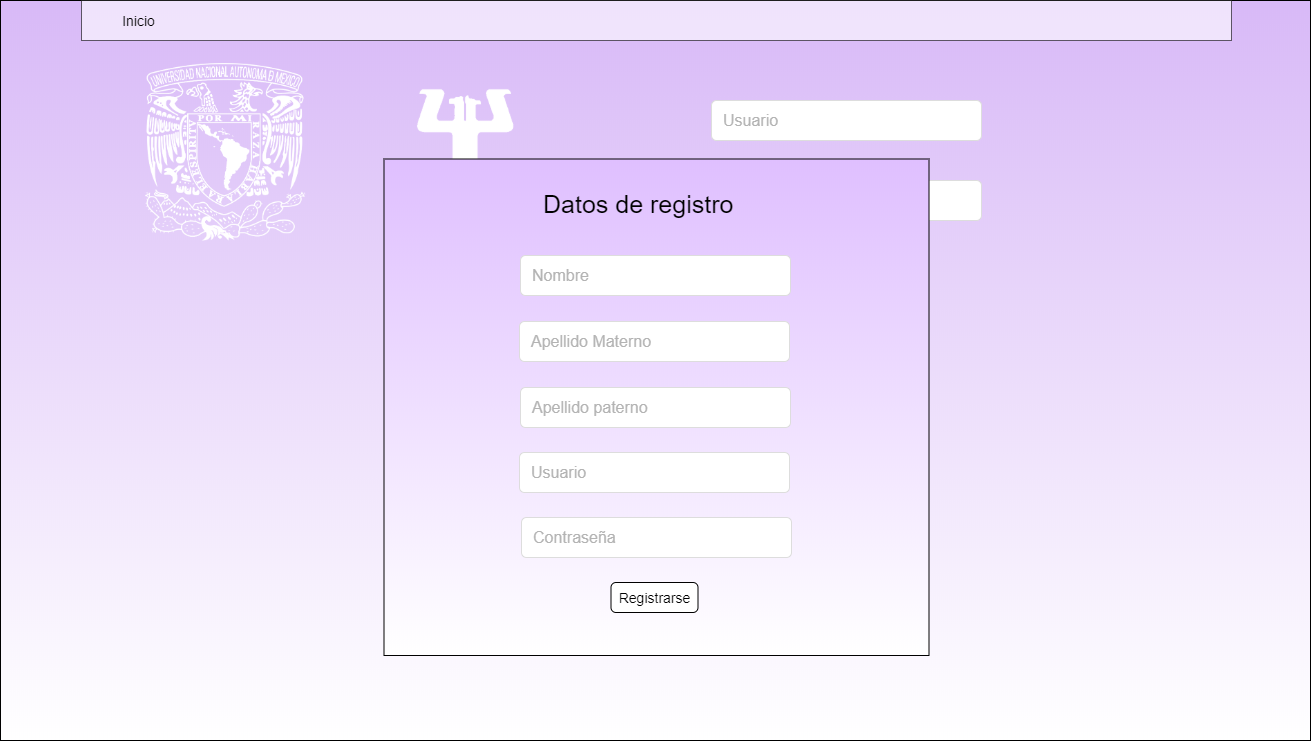 Inicio
UNIVERSIDAD NACIONAL AUTONOMA DE MEXICO
POR MI RAZA HABLARA EL ESPIRITU
Usuario
Datos de registro
Nombre
Apellido Materno
Apellido paterno
Usuario
Contraseña
Registrarse